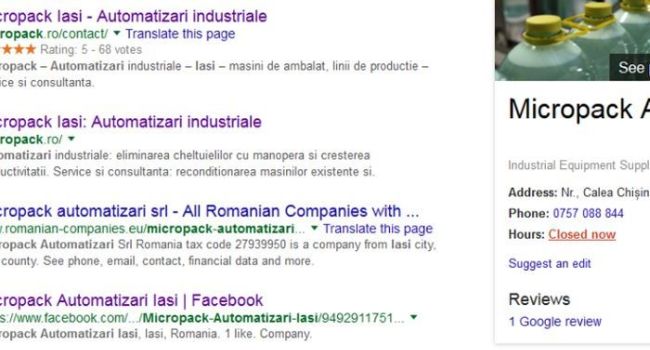 cropack Iasi - Automatizari industriale
cropack.ro/contact/ ▼ Translate this page
★★★★ Rating: 5 - 68 votes
opack – Automatizari industriale – Iasi – masini de ambalat, linii de productie –
ice si consultanta.
cropack Iasi: Automatizari industriale
ropack.ro/ ▼
omatizari industriale: eliminarea cheltuielilor cu manopera si cresterea
uctivitatii. Service si consultanta: reconditionarea masinilor existente si.
cropack automatizari srl - All Romanian Companies with ...
w.romanian-companies.eu/micropack-automatizari... ▼ Translate this page
opack Automatizari Srl Romania tax code 27939950 is a company from Iasi city,
county. See phone, email, contact, financial data and more.
cropack Automatizari Iasi | Facebook
s://www.facebook.com/.../Micropack-Automatizari-Iasi/9492911751... ▼
opack Automatizari Iasi, Iasi, Romania. 1 like. Company.
See
Micropack A
Industrial Equipment Suppl
Address: Nr., Calea Chișin
Phone: 0757 088 844
Hours: Closed now
Suggest an edit
Reviews
1 Google review